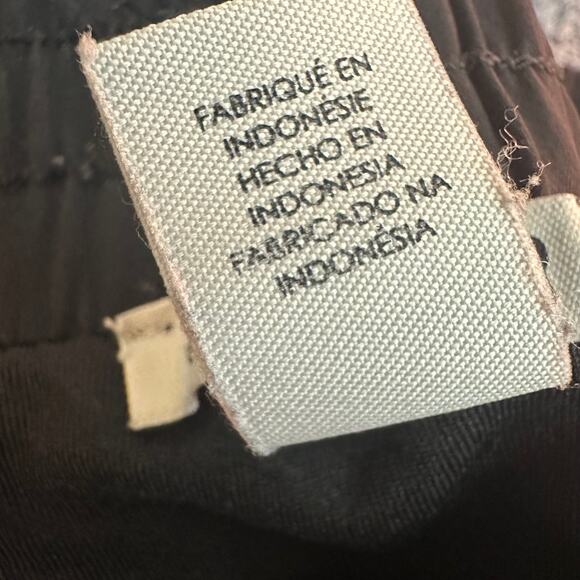 FABRIQUÉ EN
INDONÉSIE
HECHO EN
INDONESIA
FABRICADO NA
INDONÉSIA